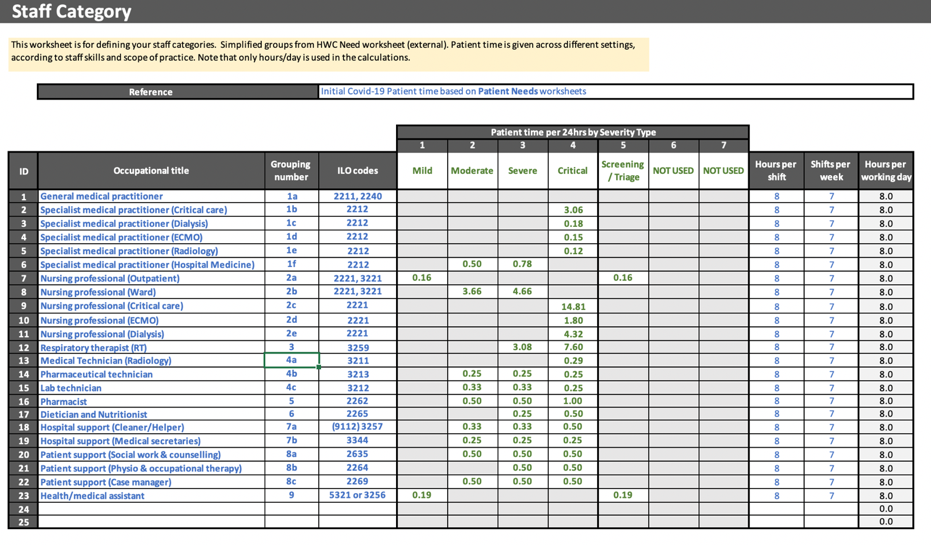 Staff Category
This worksheet is for defining your staff categories.  Simplified groups from HWC Need worksheet (external). Patient time is given across different settings,
according to staff skills and scope of practice. Note that only hours/day is used in the calculations.
Reference Initial Covid-19 Patient time based on Patient Needs worksheets
Patient time per 24hrs by Severity Type
1 2 3 4 5 6 7
ID Occupational title Grouping number ILO codes Mild Moderate Severe Critical Screening / Triage NOT USED NOT USED Hours per shift Shifts per week Hours per working day
1 General medical practitioner 1a 2211, 2240 8 7 8.0
2 Specialist medical practitioner (Critical care) 1b 2212 3.06 8 7 8.0
3 Specialist medical practitioner (Dialysis) 1c 2212 0.18 8 7 8.0
4 Specialist medical practitioner (ECMO) 1d 2212 0.15 8 7 8.0
5 Specialist medical practitioner (Radiology) 1e 2212 0.12 8 7 8.0
6 Specialist medical practitioner (Hospital Medicine) 1f 2212 0.50 0.78 8 7 8.0
7 Nursing professional (Outpatient) 2a 2221, 3221 0.16 0.16 8 7 8.0
8 Nursing professional (Ward) 2b 2221, 3221 3.66 4.66 8 7 8.0
9 Nursing professional (Critical care) 2c 2221 14.81 8 7 8.0
10 Nursing professional (ECMO) 2d 2221 1.80 8 7 8.0
11 Nursing professional (Dialysis) 2e 2221 4.32 8 7 8.0
12 Respiratory therapist (RT) 3 3259 3.08 7.60 8 7 8.0
13 Medical Technician (Radiology) 4a 3211 0.29 8 7 8.0
14 Pharmaceutical technician 4b 3213 0.25 0.25 0.25 8 7 8.0
15 Lab technician 4c 3212 0.33 0.33 0.25 8 7 8.0
16 Pharmacist 5 2262 0.50 0.50 1.00 8 7 8.0
17 Dietician and Nutritionist 6 2265 0.25 0.50 8 7 8.0
18 Hospital support (Cleaner/Helper) 7a (9112) 3257 0.33 0.33 0.50 8 7 8.0
19 Hospital support (Medical secretaries) 7b 3344 0.25 0.25 0.25 8 7 8.0
20 Patient support (Social work & counselling) 8a 2635 0.50 0.50 0.50 8 7 8.0
21 Patient support (Physio & occupational therapy) 8b 2264 0.50 0.50 8 7 8.0
22 Patient support (Case manager) 8c 2269 0.50 0.50 0.50 8 7 8.0
23 Health/medical assistant 9 5321 or 3256 0.19 0.19 8 7 8.0
24 0.0
25 0.0